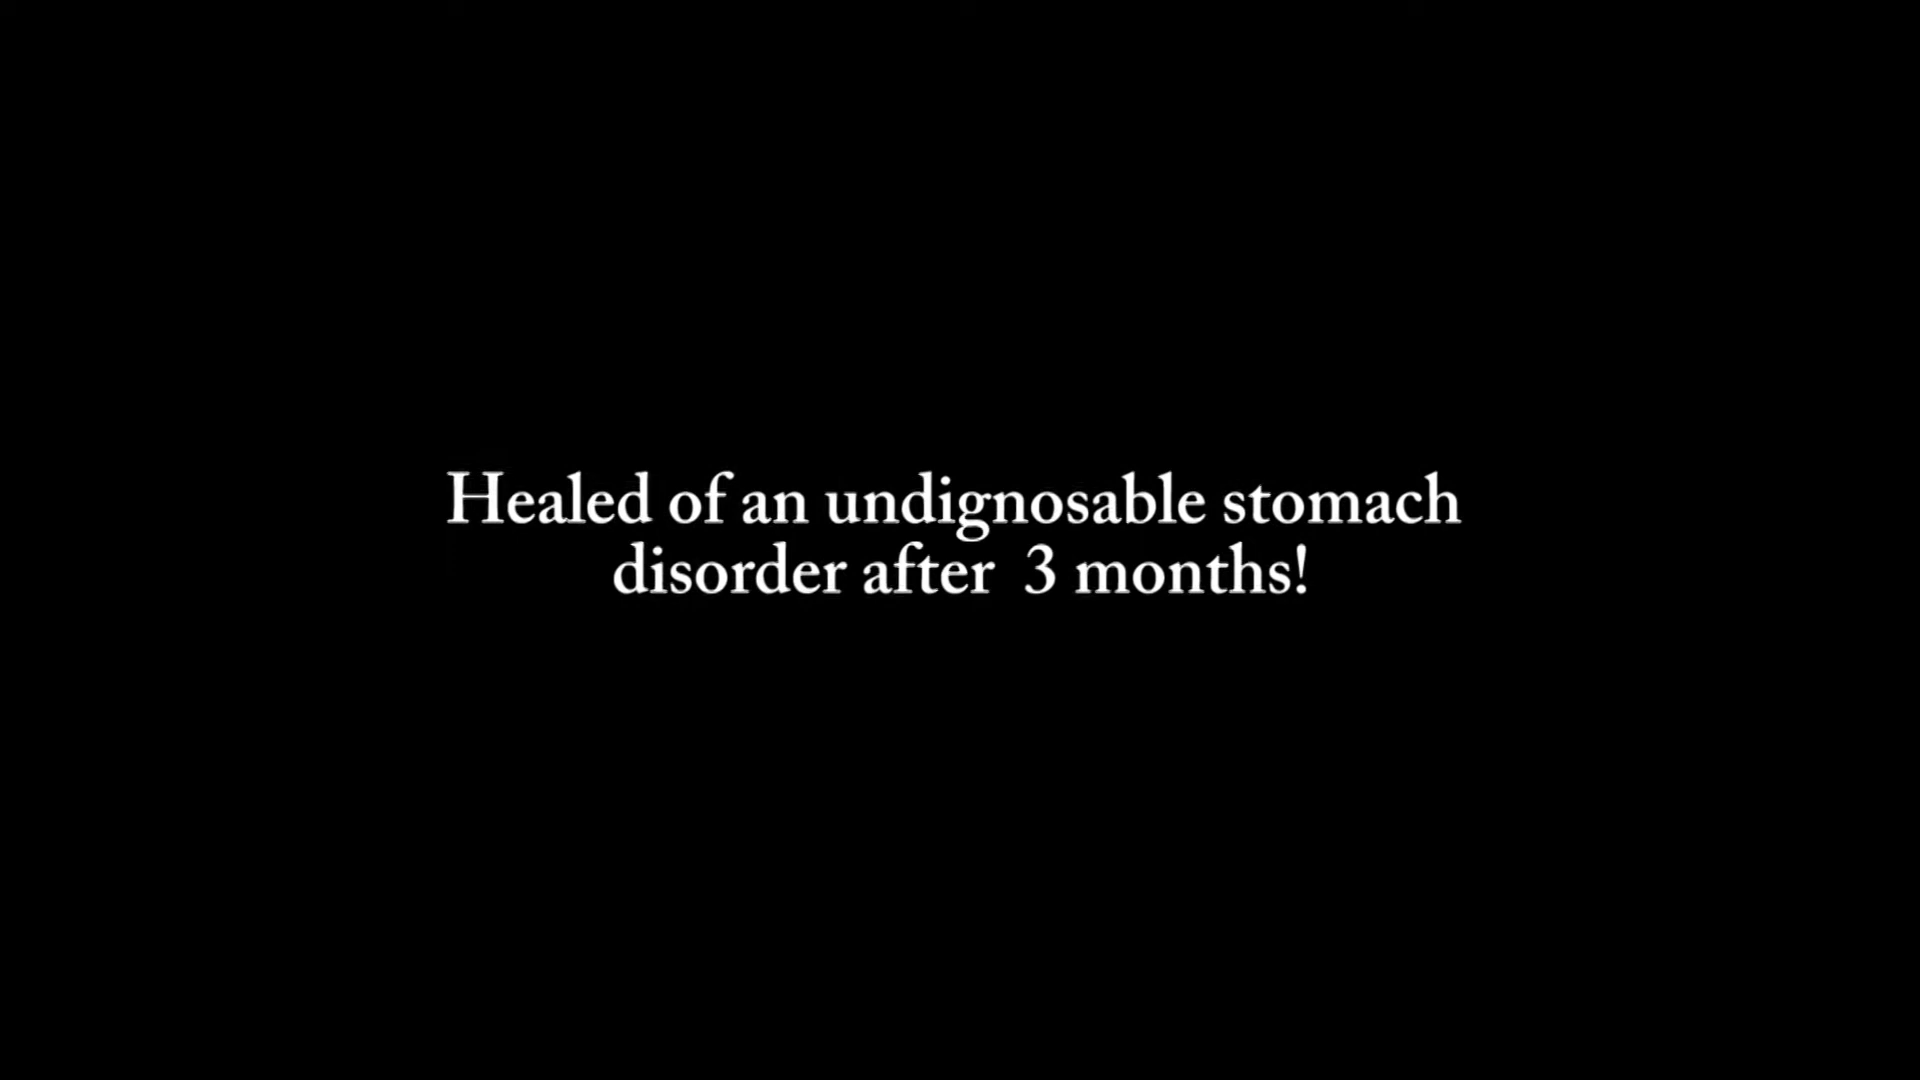 Healed of an undignosable stomach
disorder after  3 months!